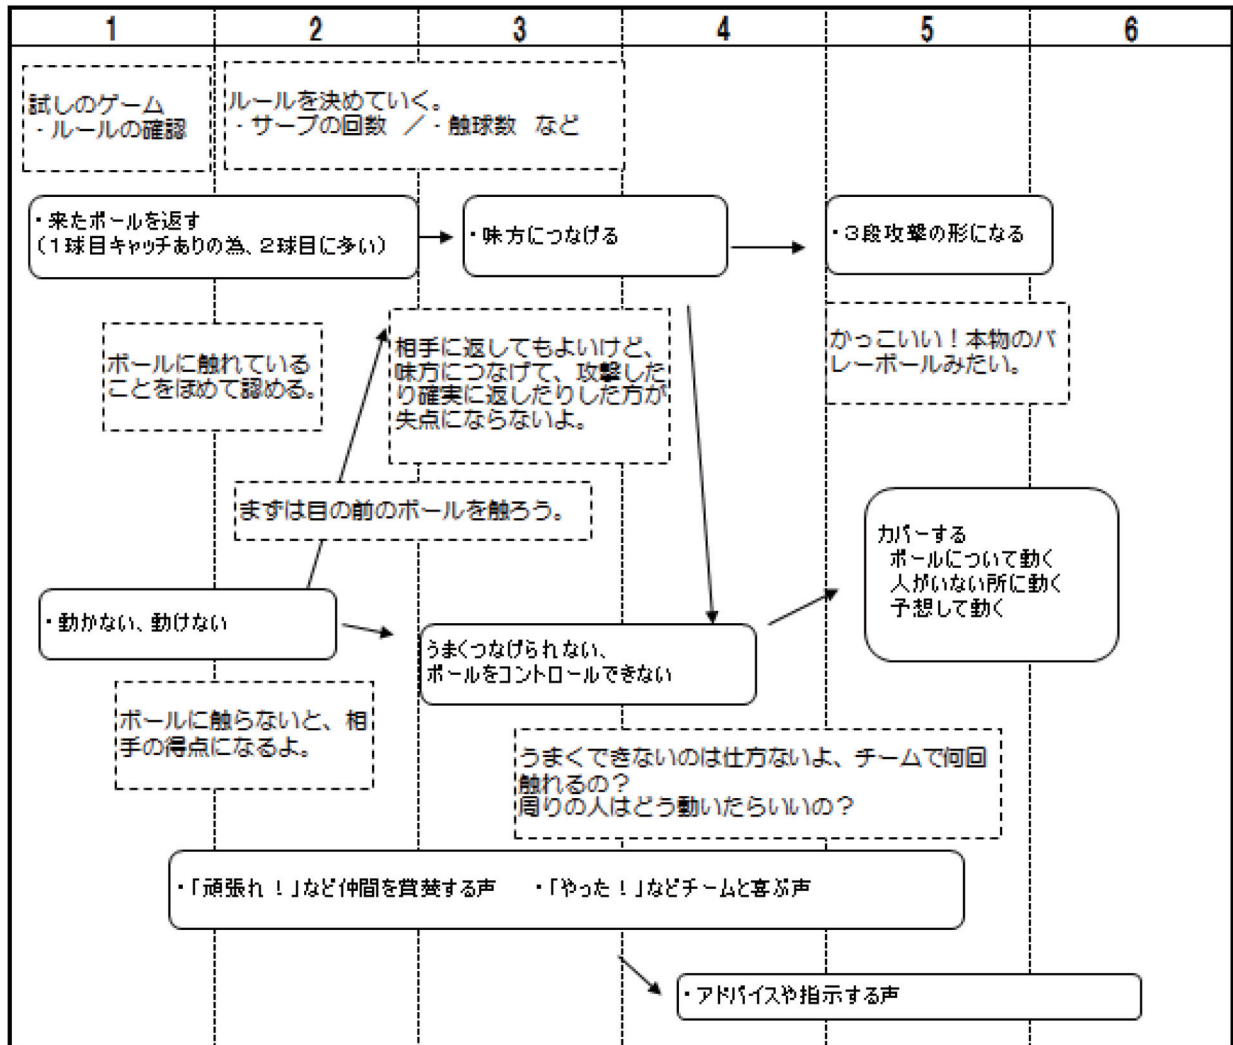 1 2 3 4 5 6
試しのゲーム
・ルールの確認
ルールを決めていく。
・サーブの回数 ／・触球数 など
・来たボールを返す
(1球目キャッチありの為、2球目に多い)
・味方につなげる
・3段攻撃の形になる
ボールに触れている
ことをほめて認める。
相手に返してもよいけど、
味方につなげて、攻撃した
り確実に返したりした方が
失点にならないよ。
かっこいい！本物のバ
レーボールみたい。
まずは目の前のボールを触ろう。
カバーする
ボールについて動く
人がいない所に動く
予想して動く
・動かない、動けない
うまくつなげられない、
ボールをコントロールできない
ボールに触らないと、相
手の得点になるよ。
うまくできないのは仕方ないよ、チームで何回
触れるの？
周りの人はどう動いたらいいの？
・「頑張れ！」など仲間を賞賛する声 ・「やった！」などチームと喜ぶ声
・アドバイスや指示する声